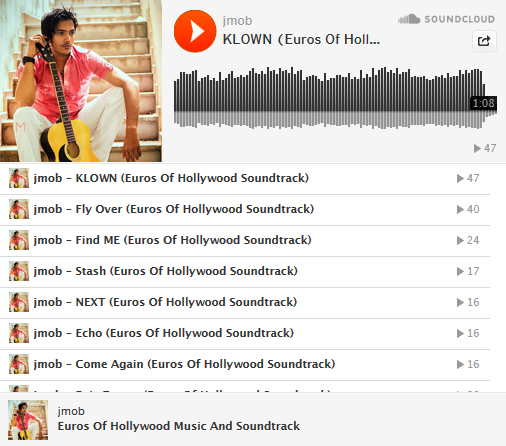 jmob
SOUNDCLOUD
KLOWN (Euros Of Holl...
1:08
47
M
jmob - KLOWN (Euros Of Hollywood Soundtrack) 47
jmob - Fly Over (Euros Of Hollywood Soundtrack) 40
jmob - Find ME (Euros Of Hollywood Soundtrack) 24
jmob - Stash (Euros Of Hollywood Soundtrack) 17
jmob - NEXT (Euros Of Hollywood Soundtrack) 16
jmob - Echo (Euros Of Hollywood Soundtrack) 16
jmob - Come Again (Euros Of Hollywood Soundtrack) 16
jmob
Euros Of Hollywood Music And Soundtrack